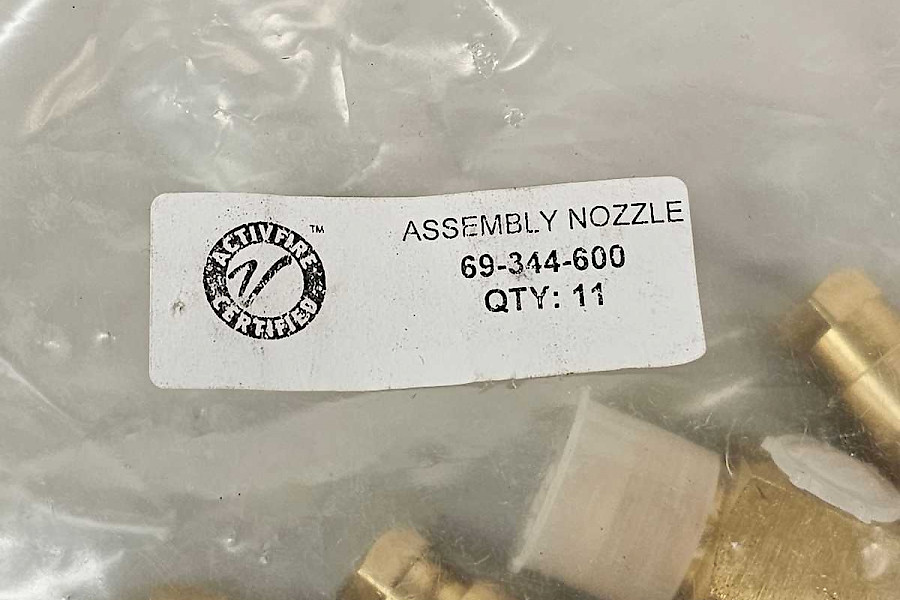 ACTIVFIRE
CERTIFIED
TM
ASSEMBLY NOZZLE
69-344-600
QTY: 11